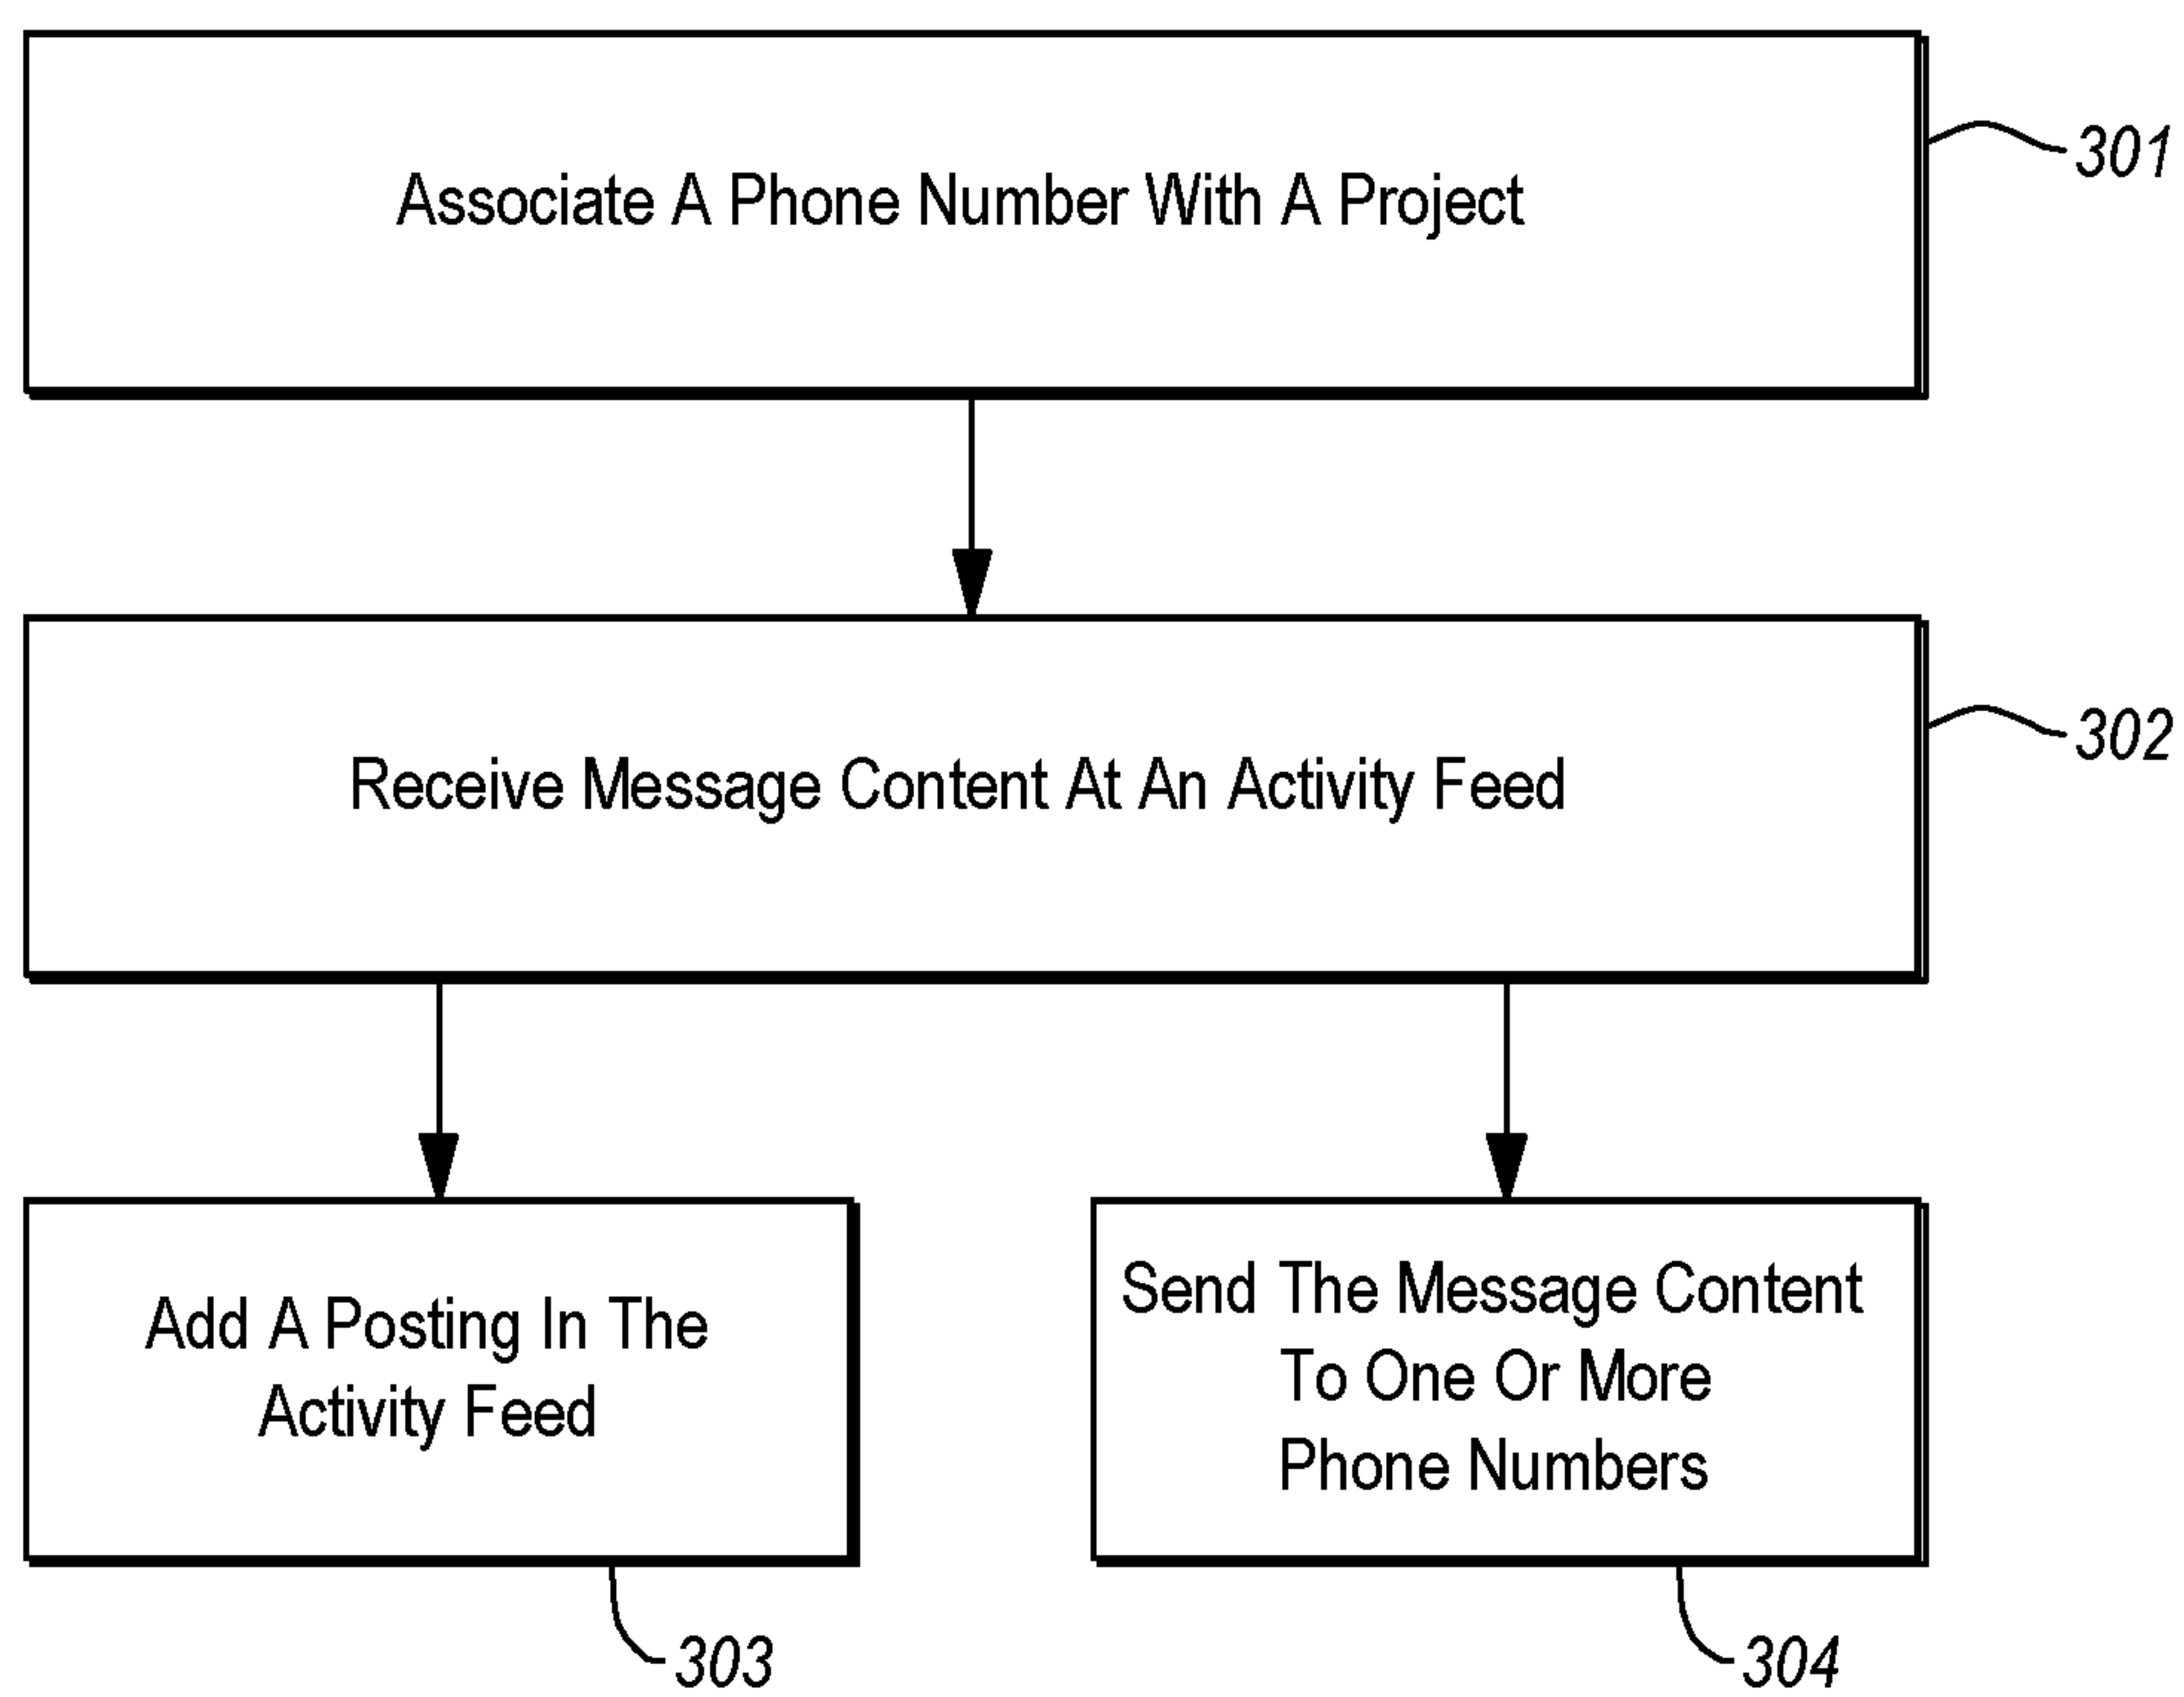 Associate A Phone Number With A Project
301
Receive Message Content At An Activity Feed
302
Add A Posting In The
Activity Feed
303
Send The Message Content
To One Or More
Phone Numbers
304